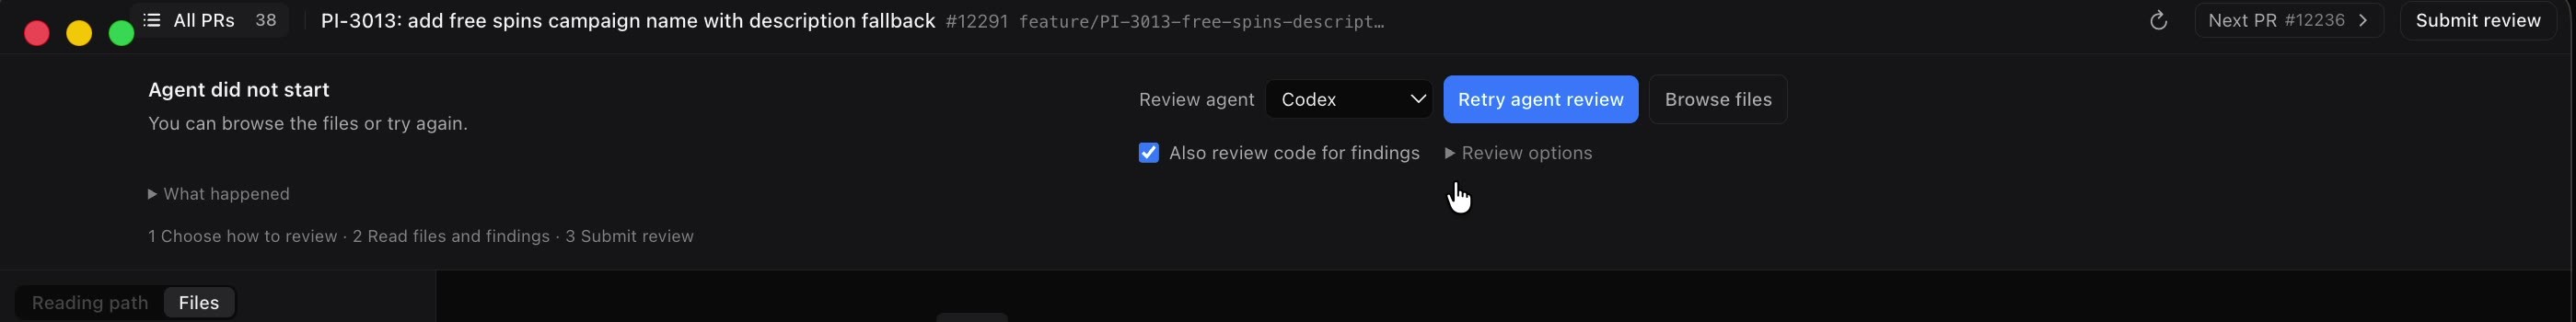 All PRs 38 PI-3013: add free spins campaign name with description fallback #12291 feature/PI-3013-free-spins-descript… Next PR #12236 Submit review
Agent did not start
You can browse the files or try again.
Review agent Codex Retry agent review Browse files
Also review code for findings Review options
What happened
1 Choose how to review · 2 Read files and findings · 3 Submit review
Reading path Files